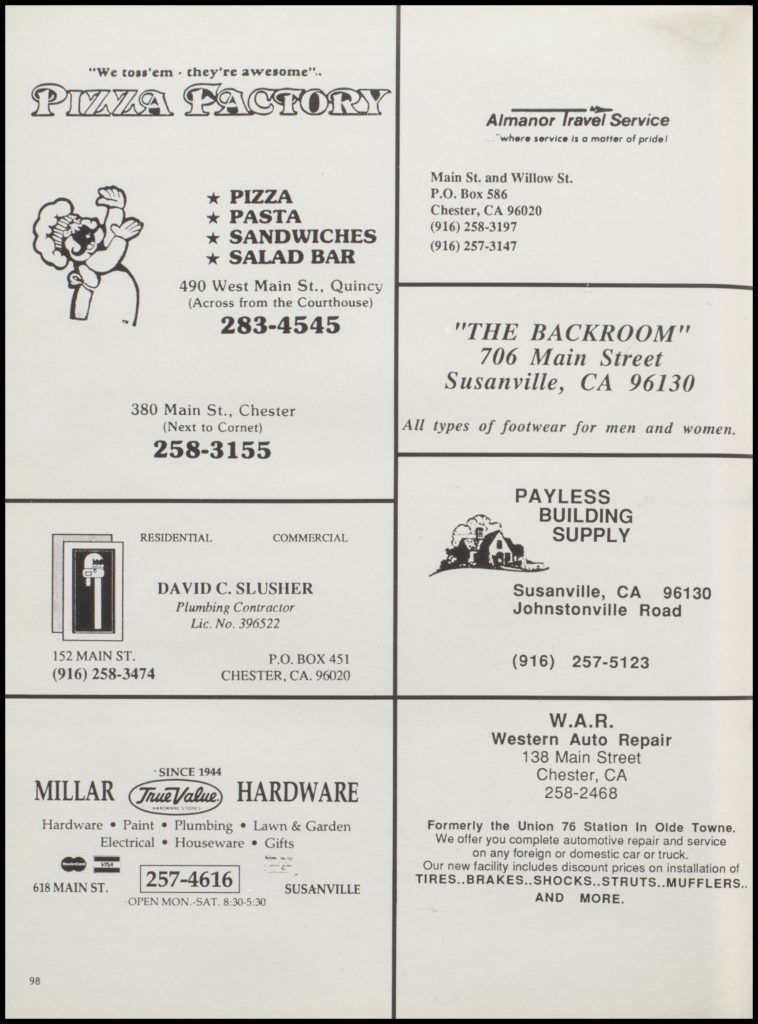 "We toss'em - they're awesome"..
PIZZA FACTORY
★ PIZZA
★ PASTA
★ SANDWICHES
★ SALAD BAR
490 West Main St., Quincy
(Across from the Courthouse)
283-4545
TM
380 Main St., Chester
(Next to Cornet)
258-3155
RESIDENTIAL COMMERCIAL
DAVID C. SLUSHER
Plumbing Contractor
Lic. No. 396522
152 MAIN ST. P.O. BOX 451
(916) 258-3474 CHESTER, CA. 96020
SINCE 1944
MILLAR True Value HARDWARE
HARDWARE STORES
Hardware • Paint • Plumbing • Lawn & Garden
Electrical • Houseware • Gifts
MasterCard VISA
618 MAIN ST. 257-4616 SUSANVILLE
OPEN MON.-SAT. 8:30-5:30
98
Almanor Travel Service
..."where service is a matter of pride!
Main St. and Willow St.
P.O. Box 586
Chester, CA 96020
(916) 258-3197
(916) 257-3147
"THE BACKROOM"
706 Main Street
Susanville, CA 96130
All types of footwear for men and women.
PAYLESS
BUILDING
SUPPLY
Susanville, CA 96130
Johnstonville Road
(916) 257-5123
W.A.R.
Western Auto Repair
138 Main Street
Chester, CA
258-2468
Formerly the Union 76 Station In Olde Towne.
We offer you complete automotive repair and service
on any foreign or domestic car or truck.
Our new facility includes discount prices on installation of
TIRES..BRAKES..SHOCKS..STRUTS..MUFFLERS..
AND MORE.